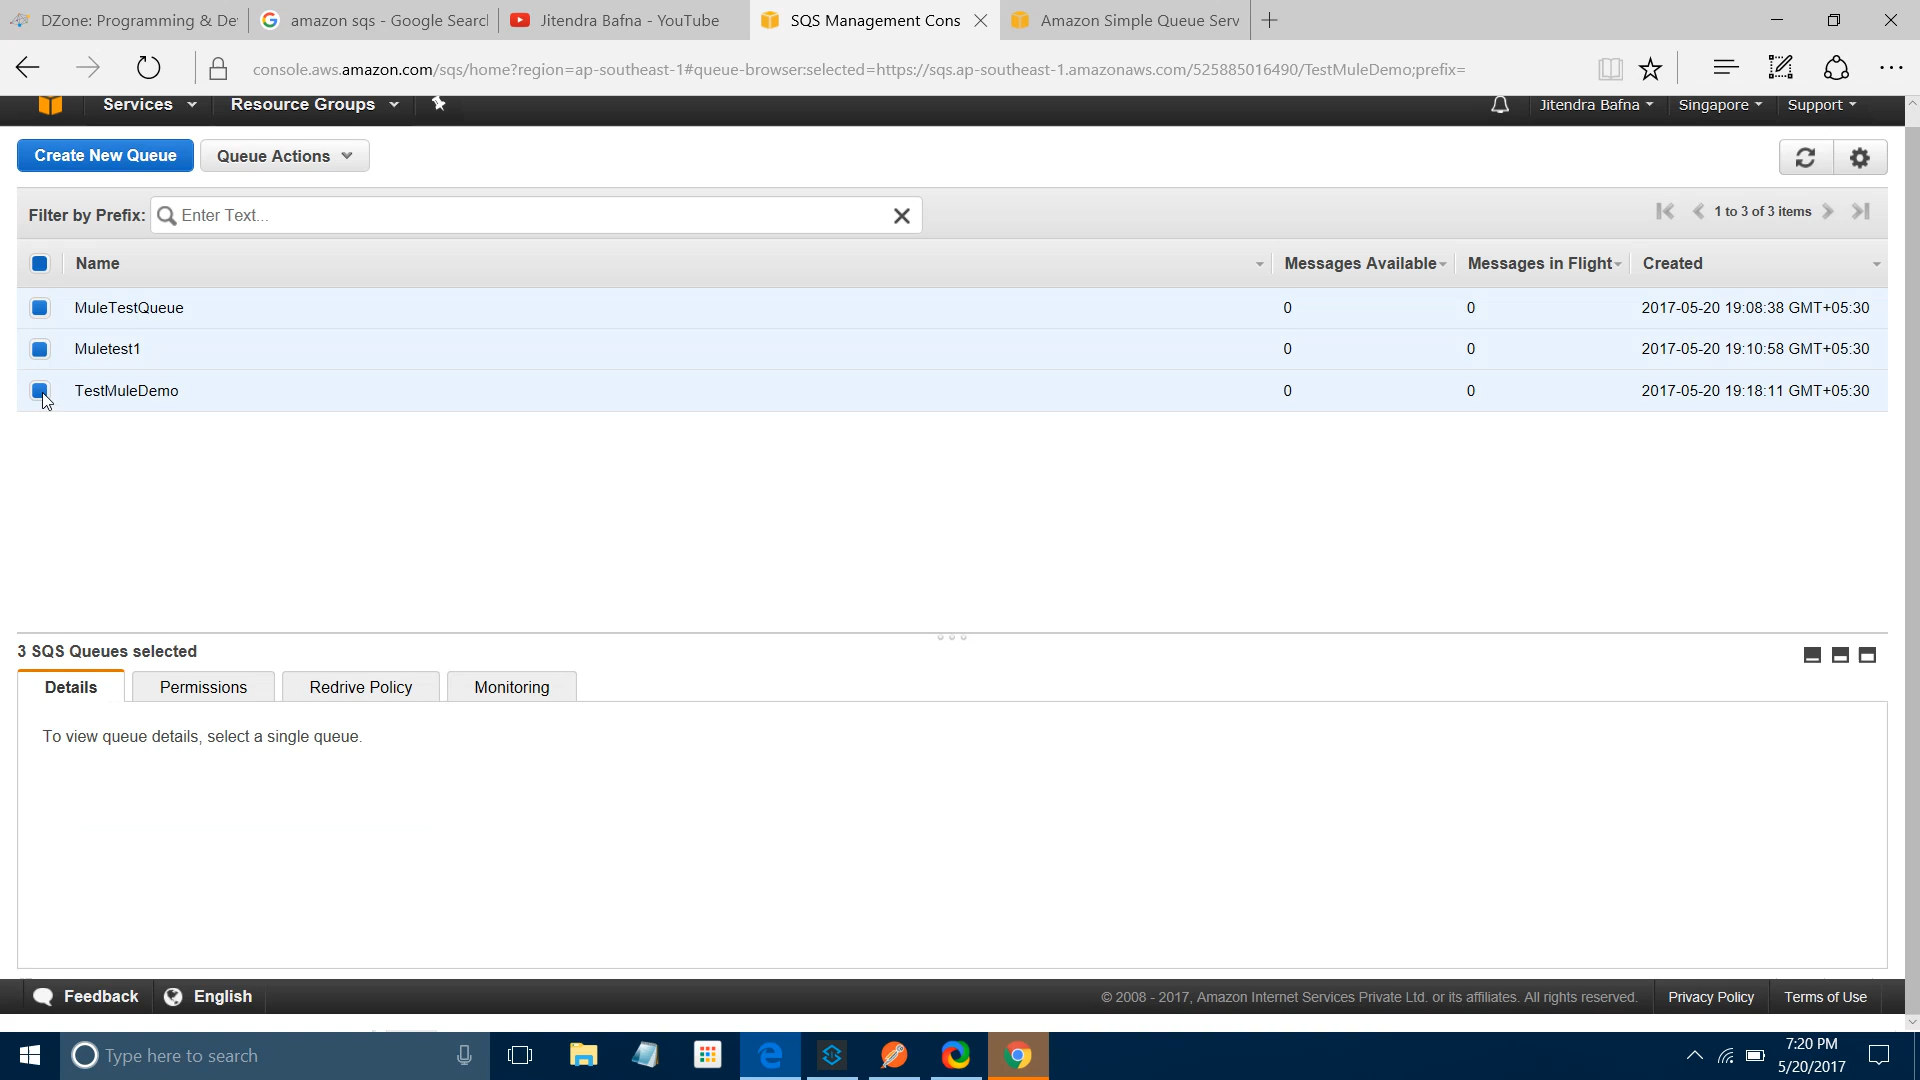 DZone: Programming & De
amazon sqs - Google Searcl
Jitendra Bafna - YouTube
SQS Management Cons
Amazon Simple Queue Serv
console.aws.amazon.com/sqs/home?region=ap-southeast-1#queue-browser:selected=https://sqs.ap-southeast-1.amazonaws.com/525885016490/TestMuleDemo;prefix=
Services
Resource Groups
Jitendra Bafna
Singapore
Support
Create New Queue
Queue Actions
Filter by Prefix:
Enter Text...
1 to 3 of 3 items
Name
Messages Available
Messages in Flight
Created
MuleTestQueue 0 0 2017-05-20 19:08:38 GMT+05:30
Muletest1 0 0 2017-05-20 19:10:58 GMT+05:30
TestMuleDemo 0 0 2017-05-20 19:18:11 GMT+05:30
3 SQS Queues selected
Details
Permissions
Redrive Policy
Monitoring
To view queue details, select a single queue.
Feedback
English
© 2008 - 2017, Amazon Internet Services Private Ltd. or its affiliates. All rights reserved.
Privacy Policy
Terms of Use
Type here to search
7:20 PM
5/20/2017